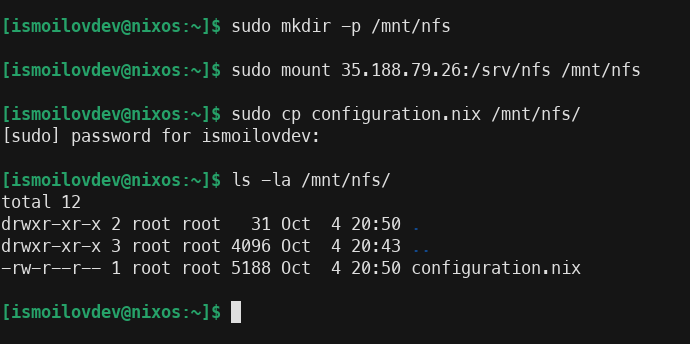 [ismoilovdev@nixos:~]$ sudo mkdir -p /mnt/nfs
[ismoilovdev@nixos:~]$ sudo mount 35.188.79.26:/srv/nfs /mnt/nfs
[ismoilovdev@nixos:~]$ sudo cp configuration.nix /mnt/nfs/
[sudo] password for ismoilovdev:
[ismoilovdev@nixos:~]$ ls -la /mnt/nfs/
total 12
drwxr-xr-x 2 root root   31 Oct  4 20:50 .
drwxr-xr-x 3 root root 4096 Oct  4 20:43 ..
-rw-r--r-- 1 root root 5188 Oct  4 20:50 configuration.nix
[ismoilovdev@nixos:~]$